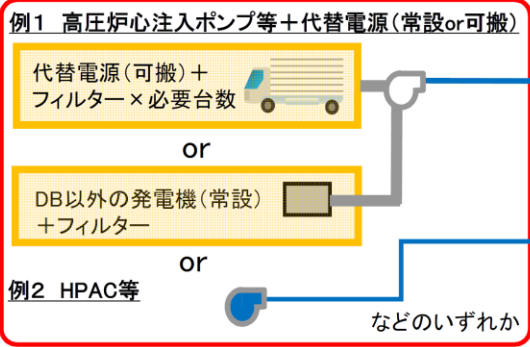 例1 高圧炉心注入ポンプ等＋代替電源(常設or可搬)
代替電源(可搬)＋
フィルター×必要台数
or
DB以外の発電機(常設)
＋フィルター
or
例2 HPAC等
などのいずれか